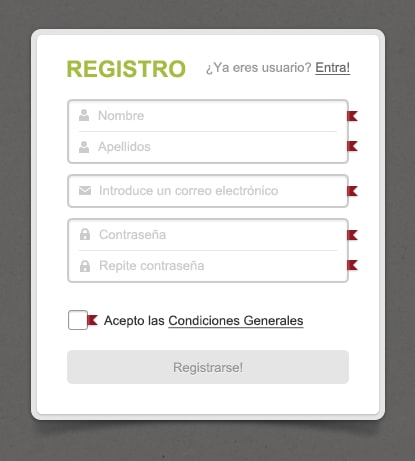 REGISTRO ¿Ya eres usuario? Entra!
Nombre
Apellidos
Introduce un correo electrónico
Contraseña
Repite contraseña
Acepto las Condiciones Generales
Registrarse!